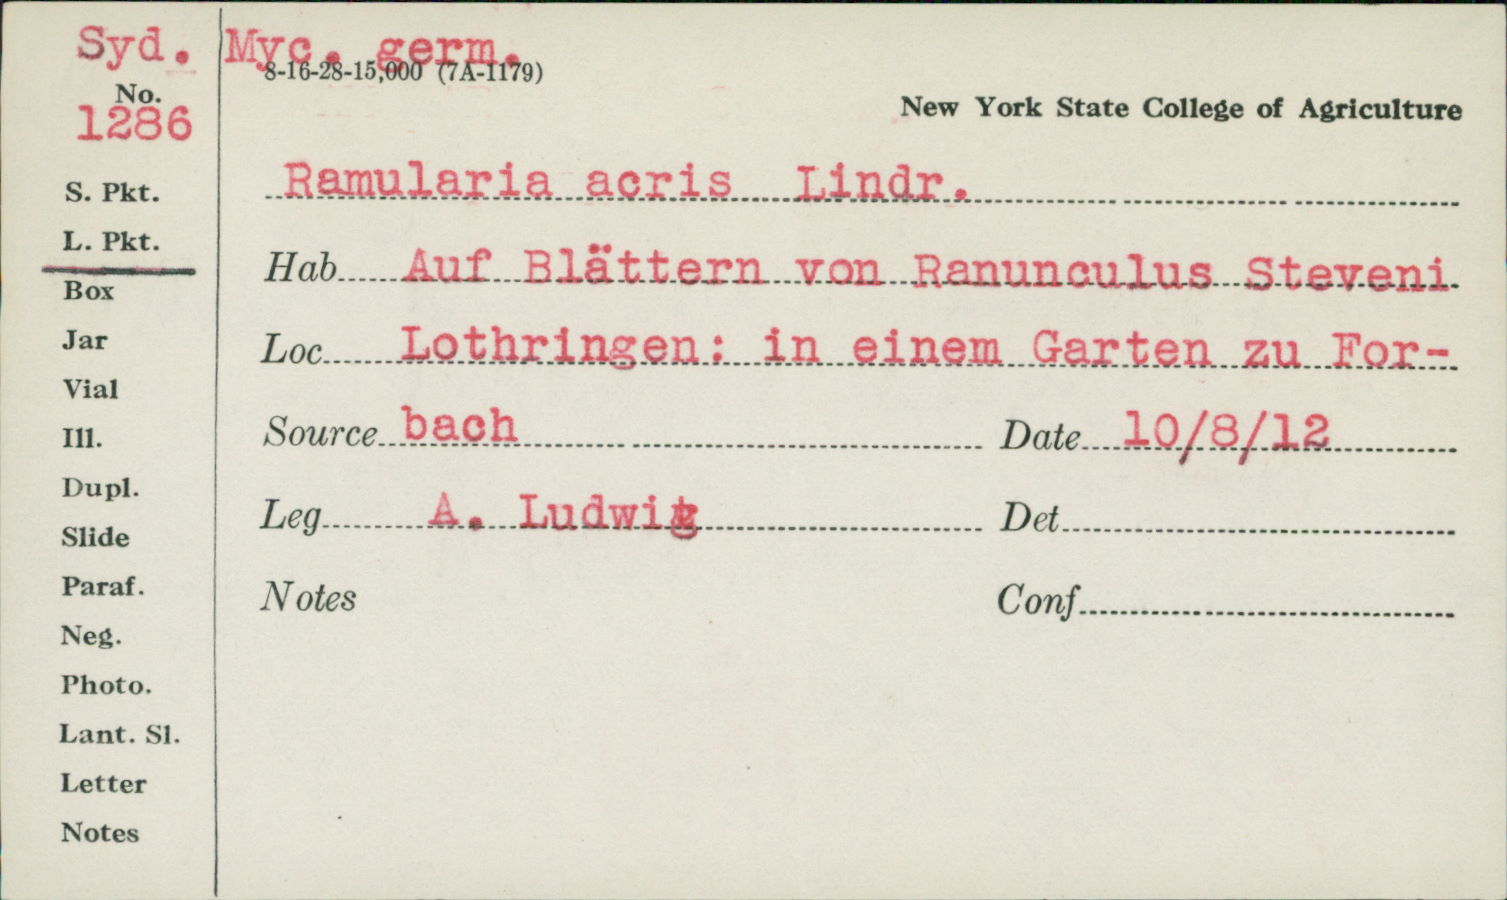 Syd. Myc. germ.
8-16-28-15,000 (7A-1179)
No.
1286
New York State College of Agriculture
S. Pkt.
Ramularia acris Lindr.
L. Pkt.
Hab. Auf Blättern von Ranunculus Steveni
Box
Jar
Loc. Lothringen: in einem Garten zu For-
Vial
Ill.
Source bach Date 10/8/12
Dupl.
Slide
Leg. A. Ludwig Det.
Paraf.
Notes Conf.
Neg.
Photo.
Lant. Sl.
Letter
Notes